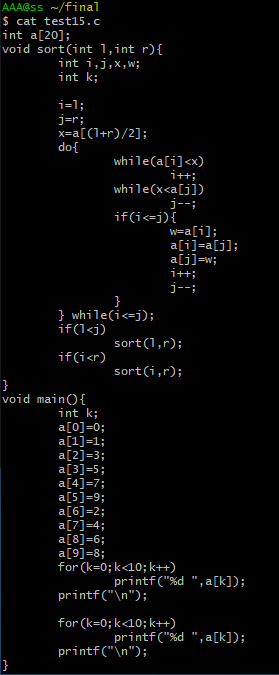 AAA@ss ~/final
$ cat test15.c
int a[20];
void sort(int l,int r){
        int i,j,x,w;
        int k;

        i=l;
        j=r;
        x=a[(l+r)/2];
        do{
                while(a[i]<x)
                        i++;
                while(x<a[j])
                        j--;
                if(i<=j){
                        w=a[i];
                        a[i]=a[j];
                        a[j]=w;
                        i++;
                        j--;
                }
        } while(i<=j);
        if(l<j)
                sort(l,r);
        if(i<r)
                sort(i,r);
}
void main(){
        int k;
        a[0]=0;
        a[1]=1;
        a[2]=3;
        a[3]=5;
        a[4]=7;
        a[5]=9;
        a[6]=2;
        a[7]=4;
        a[8]=6;
        a[9]=8;
        for(k=0;k<10;k++)
                printf("%d ",a[k]);
        printf("\n");

        for(k=0;k<10;k++)
                printf("%d ",a[k]);
        printf("\n");
}